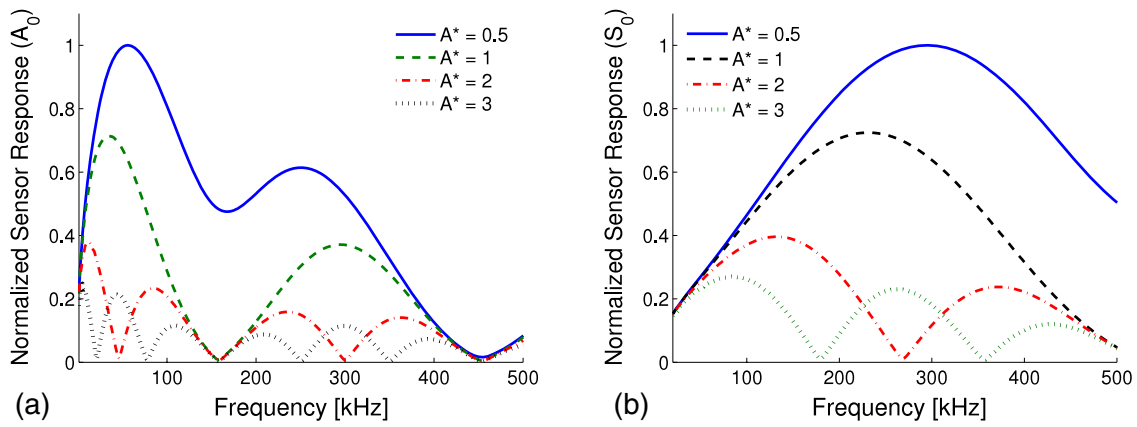 Normalized Sensor Response (A_0)
1
0.8
0.6
0.4
0.2
0
A* = 0.5
A* = 1
A* = 2
A* = 3
100 200 300 400 500
Frequency [kHz]
(a)
Normalized Sensor Response (S_0)
1
0.8
0.6
0.4
0.2
0
A* = 0.5
A* = 1
A* = 2
A* = 3
100 200 300 400 500
Frequency [kHz]
(b)